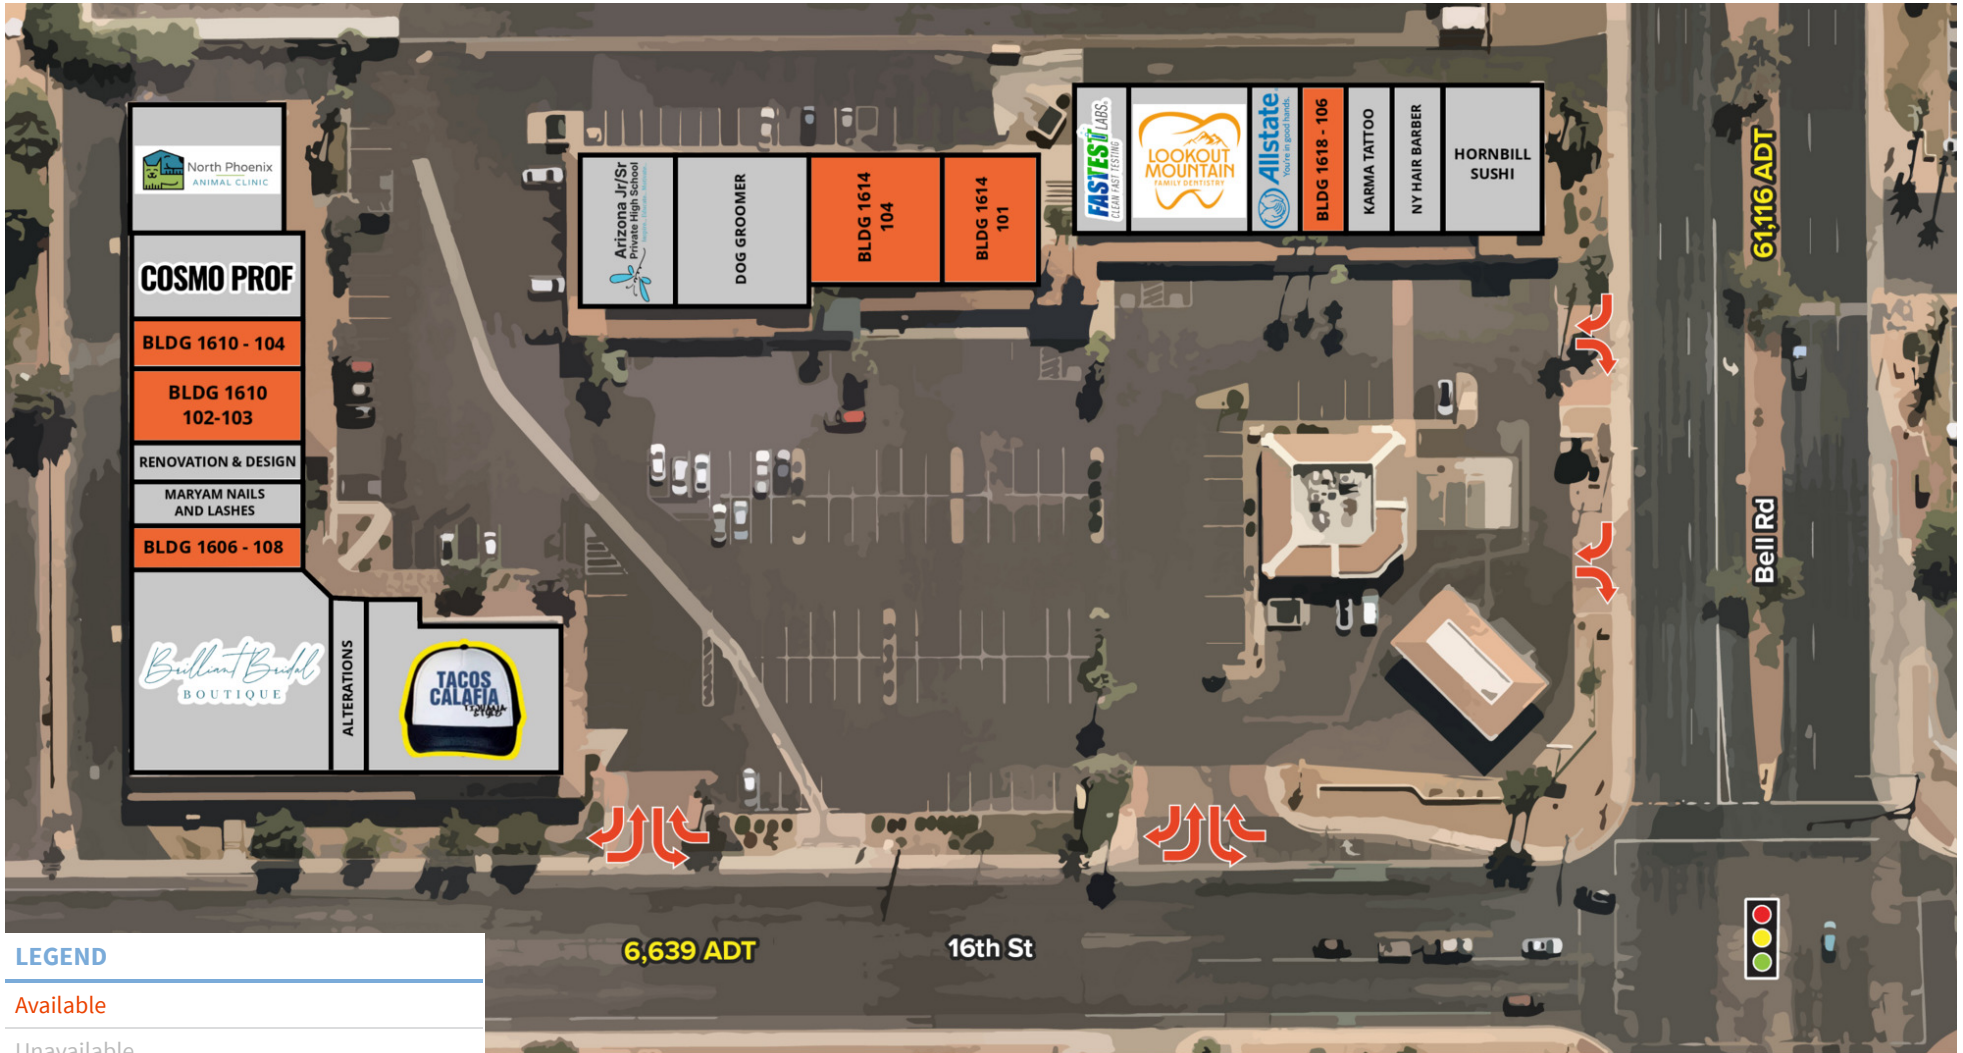 North Phoenix
ANIMAL CLINIC
COSMO PROF
BLDG 1610 - 104
BLDG 1610
102-103
RENOVATION & DESIGN
MARYAM NAILS
AND LASHES
BLDG 1606 - 108
Brilliant Bridal
BOUTIQUE
ALTERATIONS
TACOS
CALAFIA
Arizona Jr/Sr
Private High School
DOG GROOMER
BLDG 1614
104
BLDG 1614
101
FASTEST LABS.
CLEAN FAST TESTING
LOOKOUT
MOUNTAIN
FAMILY DENTISTRY
Allstate
You're in good hands.
BLDG 1618 - 106
KARMA TATTOO
NY HAIR BARBER
HORNBILL
SUSHI
61,116 ADT
Bell Rd
6,639 ADT
16th St
LEGEND
Available
Unavailable